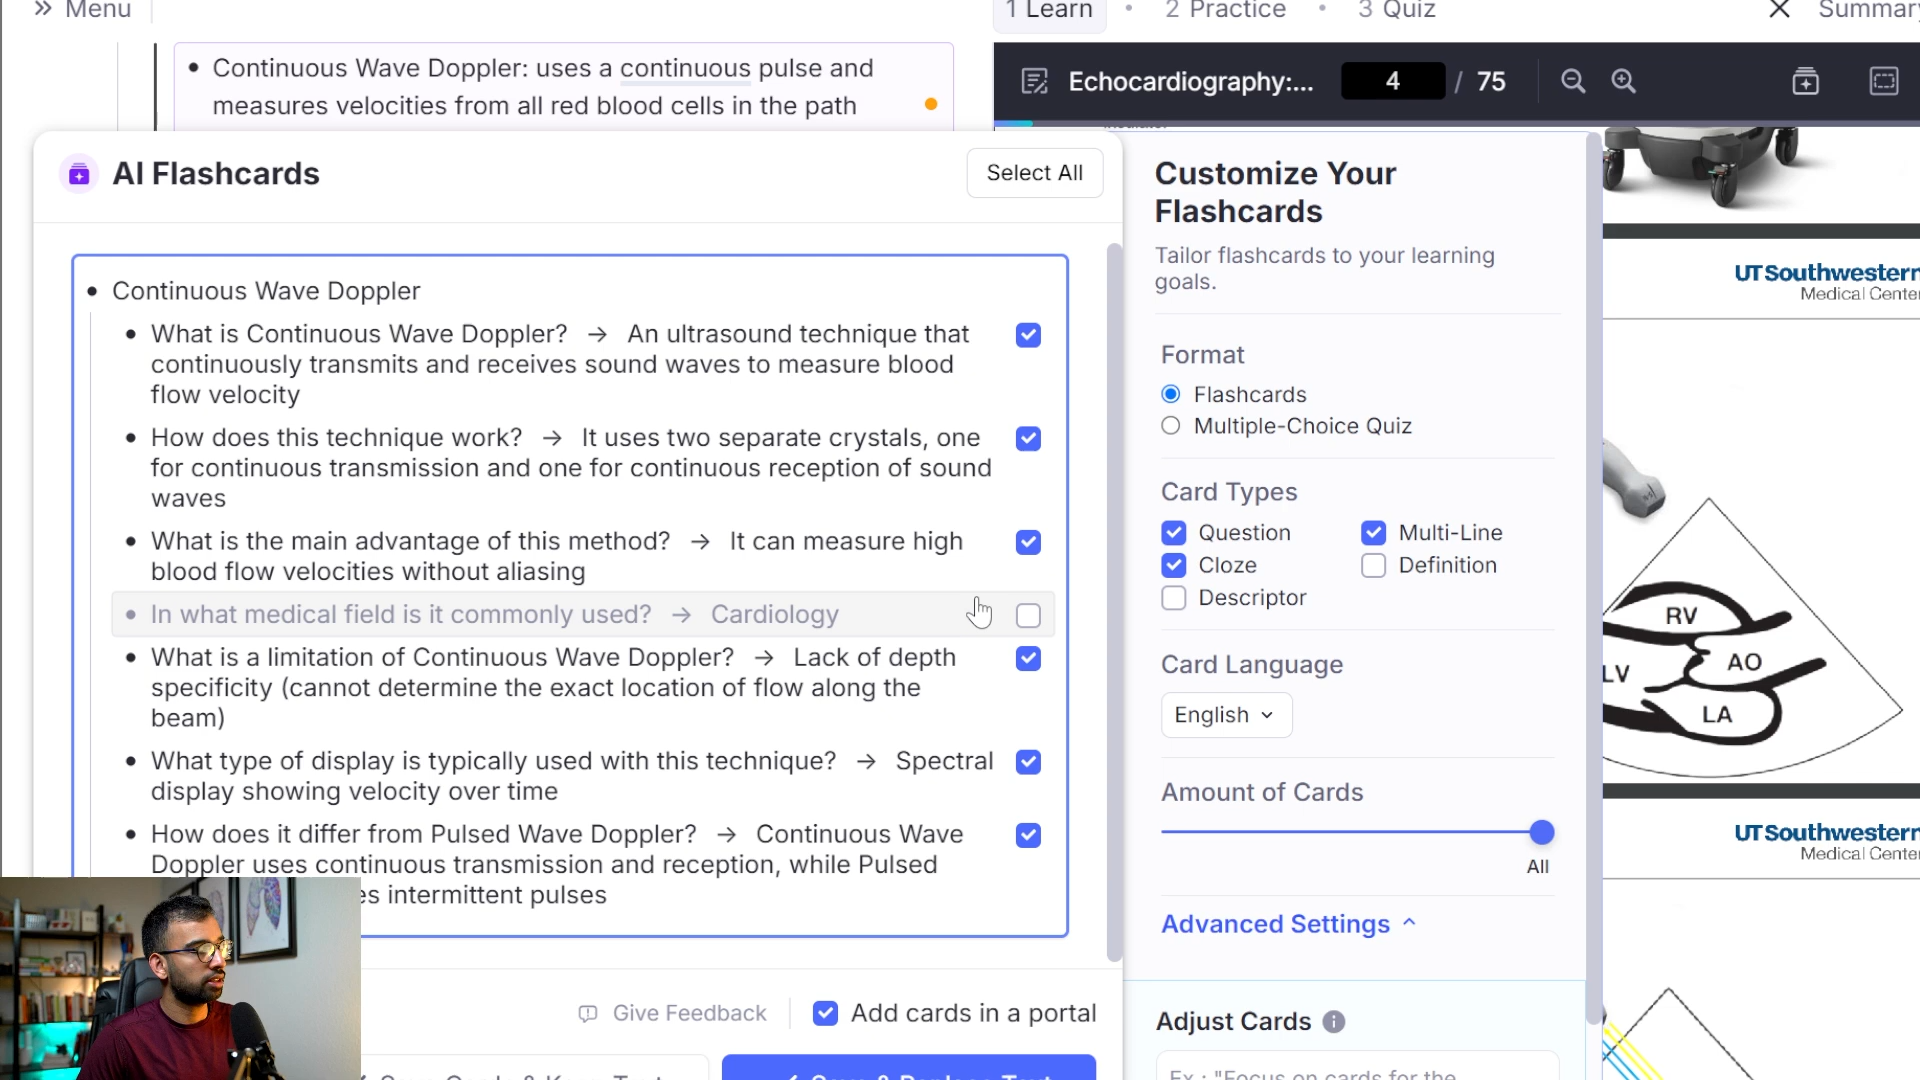 Menu
1 Learn • 2 Practice • 3 Quiz
Summary
Continuous Wave Doppler: uses a continuous pulse and
measures velocities from all red blood cells in the path
Echocardiography:... 4 / 75
AI Flashcards
Select All
Continuous Wave Doppler
What is Continuous Wave Doppler? → An ultrasound technique that
continuously transmits and receives sound waves to measure blood
flow velocity
How does this technique work? → It uses two separate crystals, one
for continuous transmission and one for continuous reception of sound
waves
What is the main advantage of this method? → It can measure high
blood flow velocities without aliasing
In what medical field is it commonly used? → Cardiology
What is a limitation of Continuous Wave Doppler? → Lack of depth
specificity (cannot determine the exact location of flow along the
beam)
What type of display is typically used with this technique? → Spectral
display showing velocity over time
How does it differ from Pulsed Wave Doppler? → Continuous Wave
Doppler uses continuous transmission and reception, while Pulsed
intermittent pulses
Give Feedback
Add cards in a portal
Customize Your
Flashcards
Tailor flashcards to your learning
goals.
Format
Flashcards
Multiple-Choice Quiz
Card Types
Question
Multi-Line
Cloze
Definition
Descriptor
Card Language
English
Amount of Cards
All
Advanced Settings
Adjust Cards
Ex.: "Focus on cards for the
UTSouthwestern
Medical Center
RV
LV
AO
LA
UTSouthwestern
Medical Center